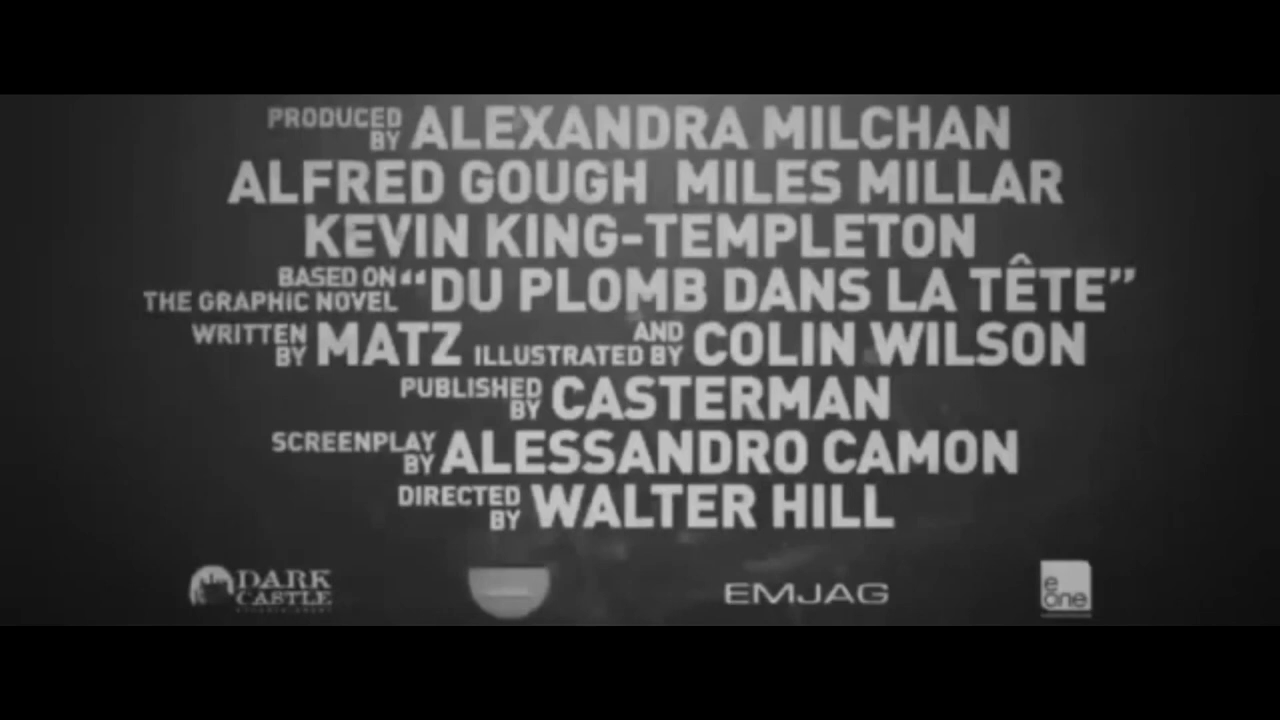 PRODUCED BY ALEXANDRA MILCHAN
ALFRED GOUGH MILES MILLAR
KEVIN KING-TEMPLETON
BASED ON THE GRAPHIC NOVEL “DU PLOMB DANS LA TÊTE”
WRITTEN BY MATZ AND ILLUSTRATED BY COLIN WILSON
PUBLISHED BY CASTERMAN
SCREENPLAY BY ALESSANDRO CAMON
DIRECTED BY WALTER HILL
DARK CASTLE ENTERTAINMENT
EMJAG
e one